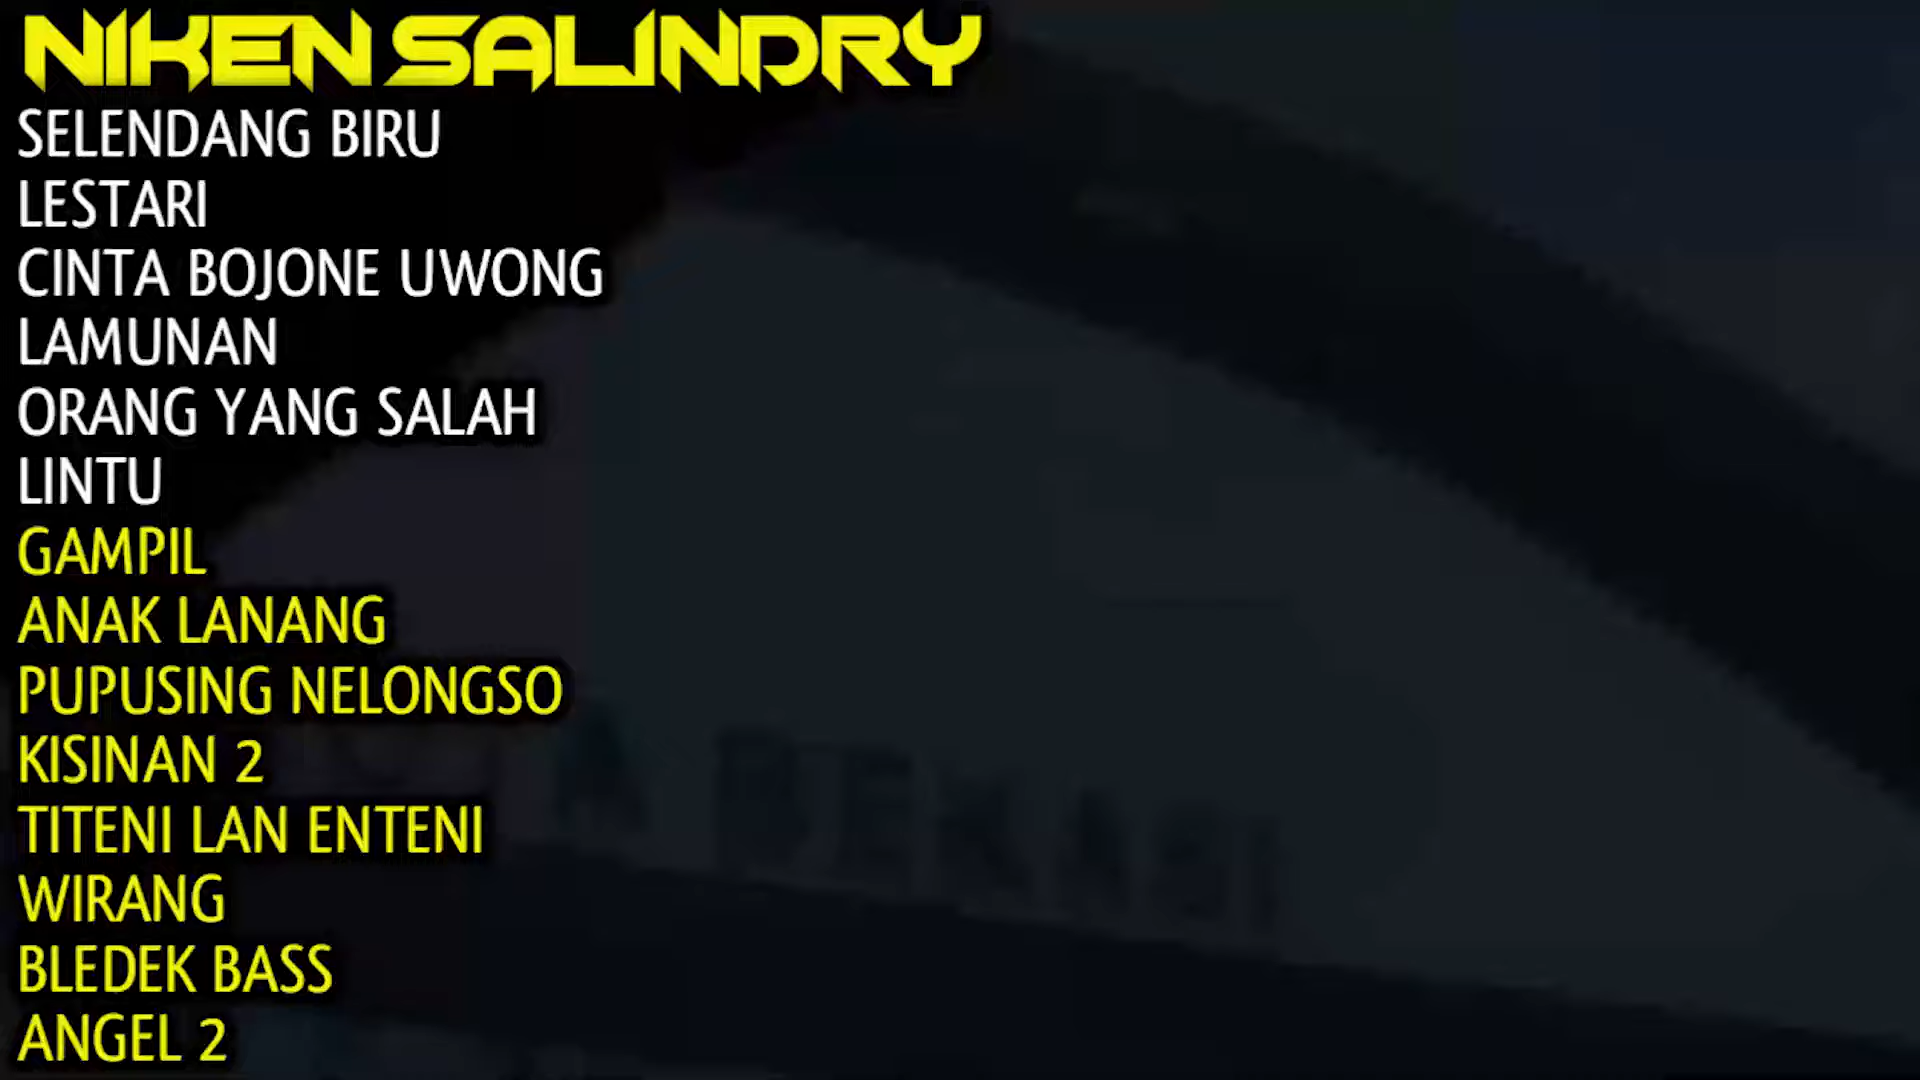 NIKEN SALINDRY
SELENDANG BIRU
LESTARI
CINTA BOJONE UWONG
LAMUNAN
ORANG YANG SALAH
LINTU
GAMPIL
ANAK LANANG
PUPUSING NELONGSO
KISINAN 2
TITENI LAN ENTENI
WIRANG
BLEDEK BASS
ANGEL 2
BEKASI